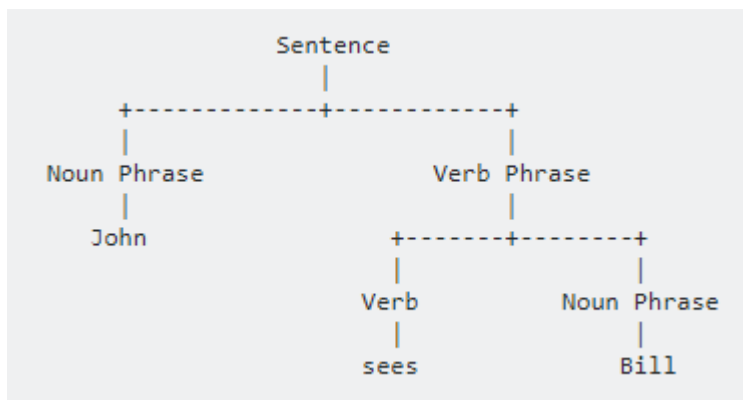 Sentence
|
+-------------+------------+
| |
Noun Phrase Verb Phrase
| |
John +-------+--------+
| |
Verb Noun Phrase
| |
sees Bill